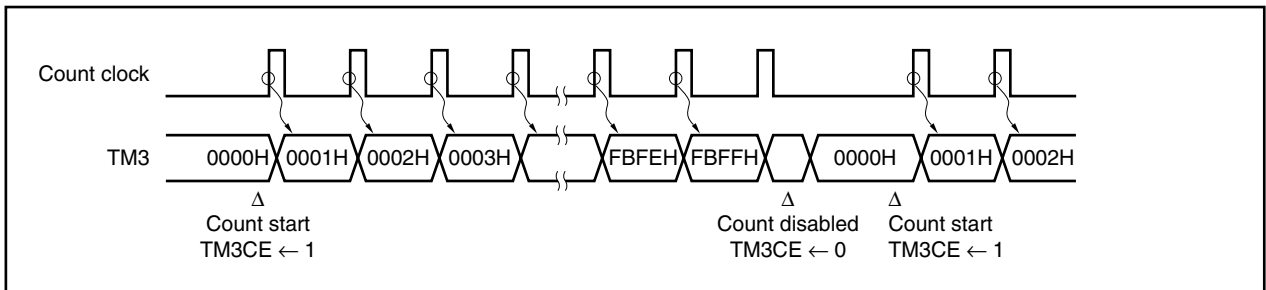 Count clock
TM3 0000H 0001H 0002H 0003H FBFEH FBFFH 0000H 0001H 0002H
Δ Δ Δ
Count start Count disabled Count start
TM3CE ← 1 TM3CE ← 0 TM3CE ← 1